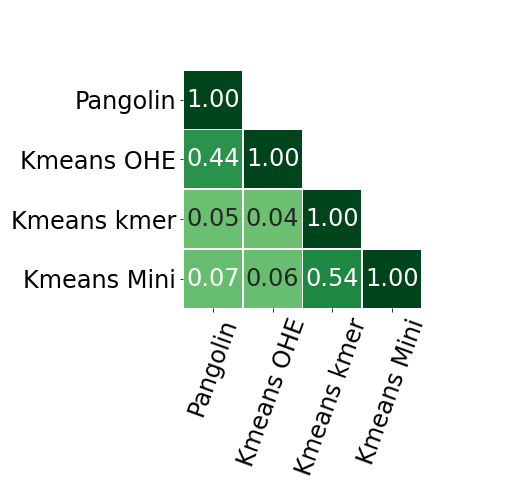 Pangolin 1.00
Kmeans OHE 0.44 1.00
Kmeans kmer 0.05 0.04 1.00
Kmeans Mini 0.07 0.06 0.54 1.00
Pangolin
Kmeans OHE
Kmeans kmer
Kmeans Mini